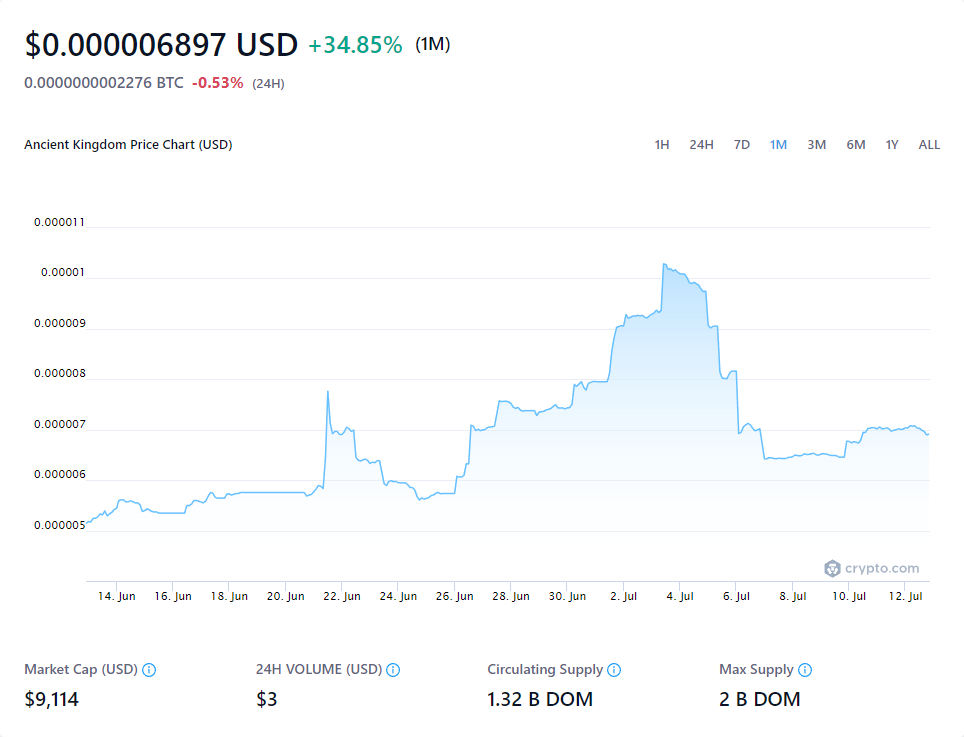 $0.000006897 USD +34.85% (1M)
0.0000000002276 BTC -0.53% (24H)
Ancient Kingdom Price Chart (USD) 1H 24H 7D 1M 3M 6M 1Y ALL
0.000011
0.00001
0.000009
0.000008
0.000007
0.000006
0.000005
crypto.com
14. Jun 16. Jun 18. Jun 20. Jun 22. Jun 24. Jun 26. Jun 28. Jun 30. Jun 2. Jul 4. Jul 6. Jul 8. Jul 10. Jul 12. Jul
Market Cap (USD) 24H VOLUME (USD) Circulating Supply Max Supply
$9,114 $3 1.32 B DOM 2 B DOM